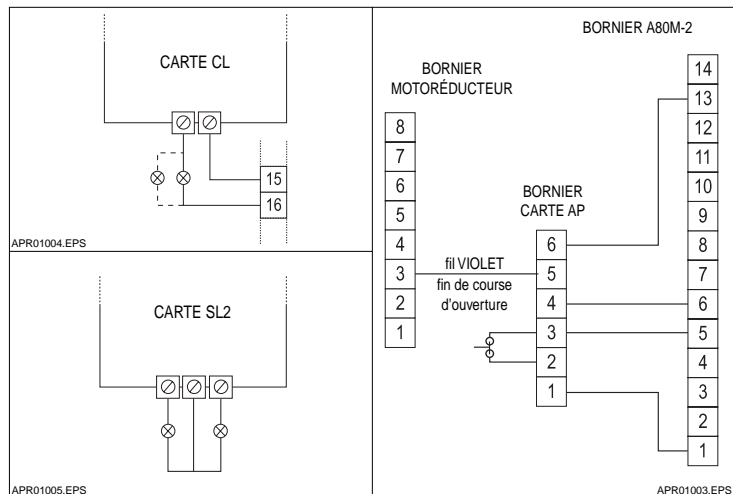 CARTE CL
15
16
APR01004.EPS
CARTE SL2
APR01005.EPS
BORNIER A80M-2
BORNIER
MOTORÉDUCTEUR
8
7
6
5
4
3
2
1
fil VIOLET
fin de course
d'ouverture
BORNIER
CARTE AP
6
5
4
3
2
1
14
13
12
11
10
9
8
7
6
5
4
3
2
1
APR01003.EPS